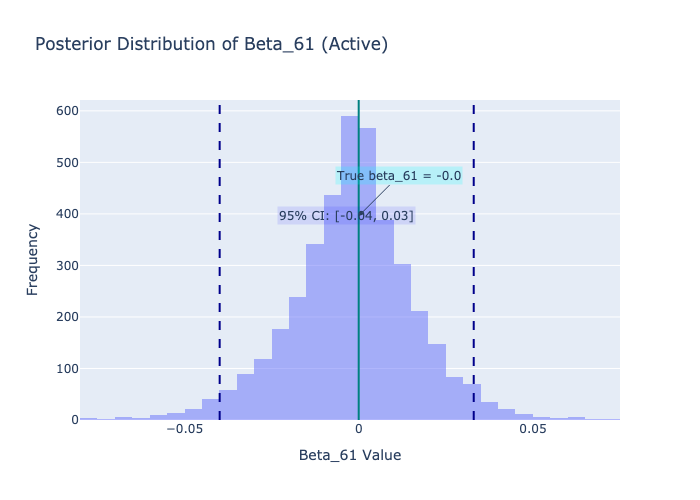 Posterior Distribution of Beta_61 (Active)
600
500
400
300
200
100
0
Frequency
True beta_61 = -0.0
95% CI: [-0.04, 0.03]
−0.05
0
0.05
Beta_61 Value